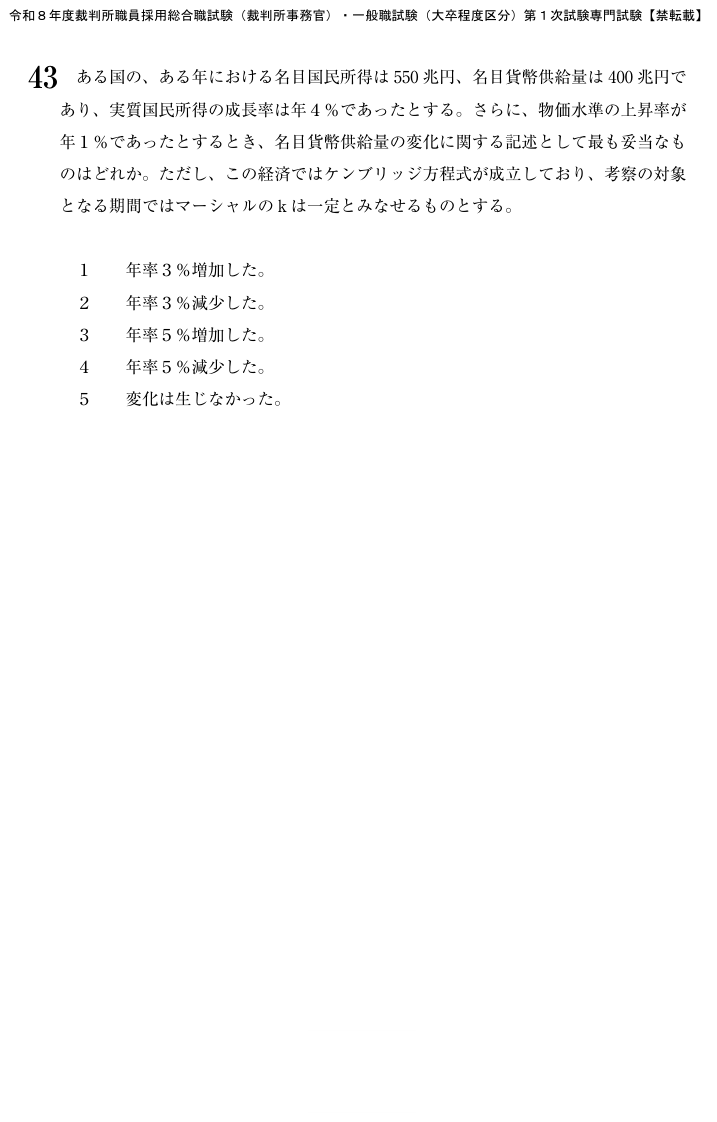 令和８年度裁判所職員採用総合職試験（裁判所事務官）・一般職試験（大卒程度区分）第１次試験専門試験【禁転載】
43　ある国の、ある年における名目国民所得は 550 兆円、名目貨幣供給量は 400 兆円で
あり、実質国民所得の成長率は年４％であったとする。さらに、物価水準の上昇率が
年１％であったとするとき、名目貨幣供給量の変化に関する記述として最も妥当なも
のはどれか。ただし、この経済ではケンブリッジ方程式が成立しており、考察の対象
となる期間ではマーシャルのｋは一定とみなせるものとする。
１　年率３％増加した。
２　年率３％減少した。
３　年率５％増加した。
４　年率５％減少した。
５　変化は生じなかった。